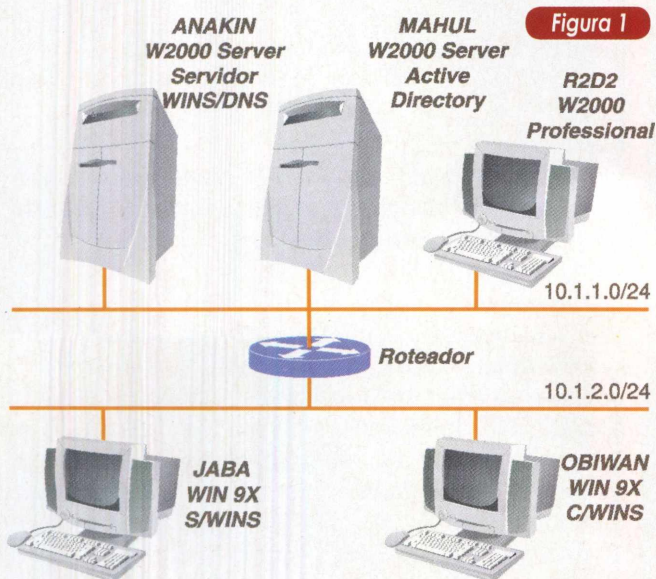 Figura 1
ANAKIN
W2000 Server
Servidor
WINS/DNS
MAHUL
W2000 Server
Active
Directory
R2D2
W2000
Professional
10.1.1.0/24
Roteador
10.1.2.0/24
JABA
WIN 9X
S/WINS
OBIWAN
WIN 9X
C/WINS